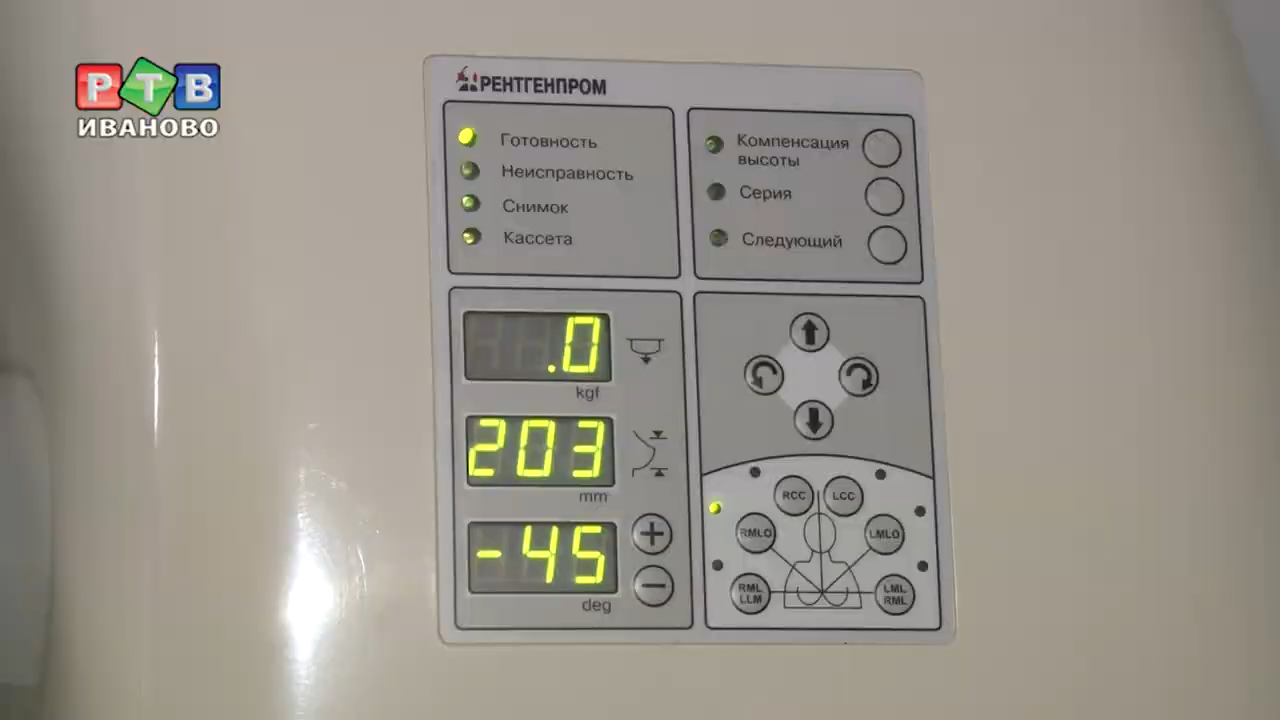 РТВ
ИВАНОВО
РЕНТГЕНПРОМ
Готовность
Неисправность
Снимок
Кассета
Компенсация
высоты
Серия
Следующий
.0
kgf
203
mm
-45
deg
RCC
LCC
RMLO
LMLO
RML
LLM
LML
RML